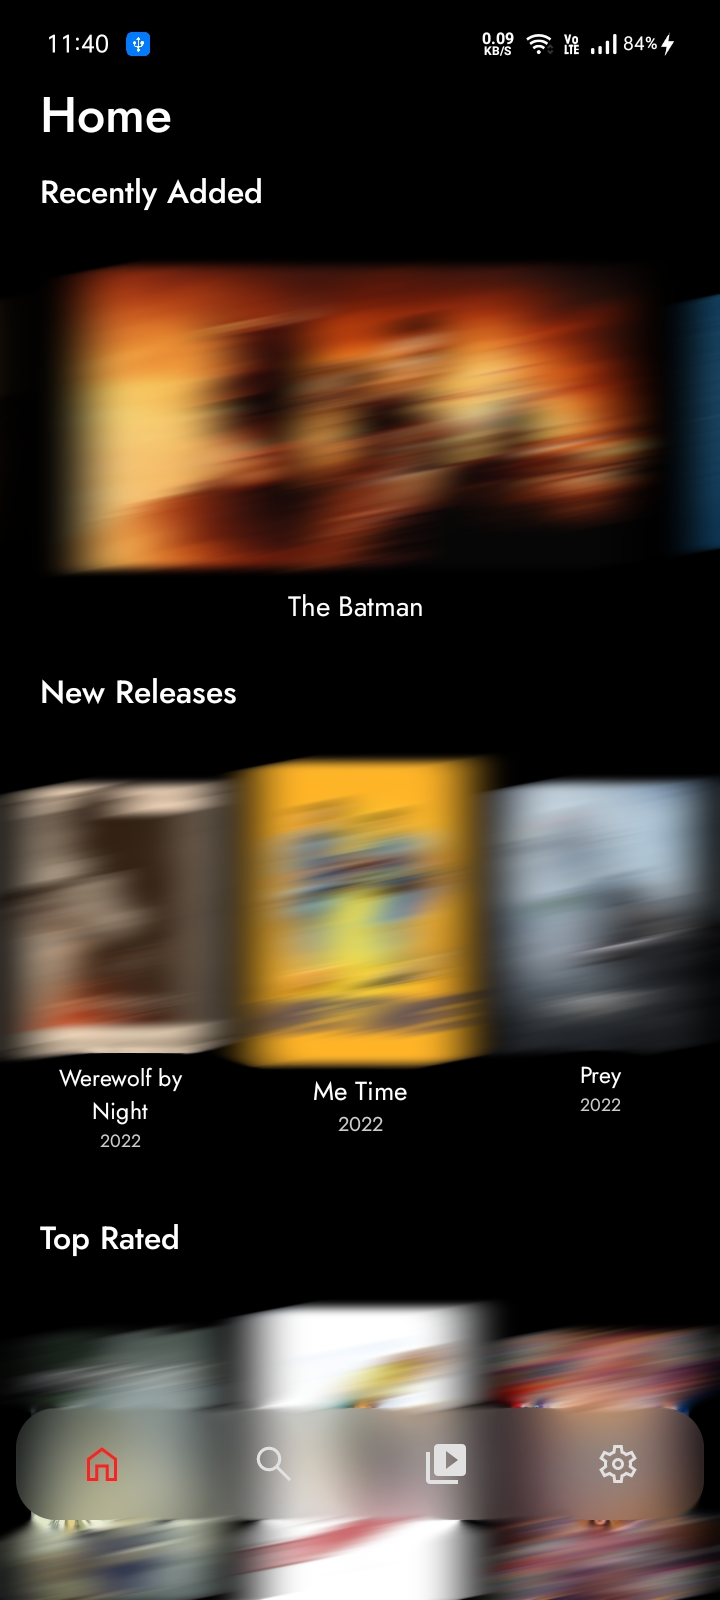 11:40
0.09
KB/S
Vo
LTE
84%
Home
Recently Added
The Batman
New Releases
Werewolf by
Night
2022
Me Time
2022
Prey
2022
Top Rated